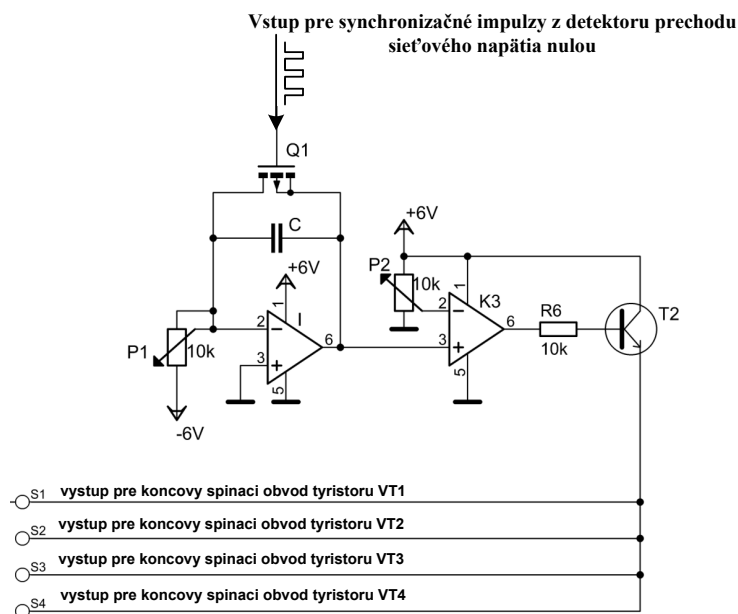 Vstup pre synchronizačné impulzy z detektoru prechodu
sieťového napätia nulou
Q1
C
+6V
+6V
P2
10k
1
2
K3
6
3
5
R6
10k
T2
1
I
2
6
3
5
P1
10k
-6V
S1 vystup pre koncovy spinaci obvod tyristoru VT1
S2 vystup pre koncovy spinaci obvod tyristoru VT2
S3 vystup pre koncovy spinaci obvod tyristoru VT3
S4 vystup pre koncovy spinaci obvod tyristoru VT4